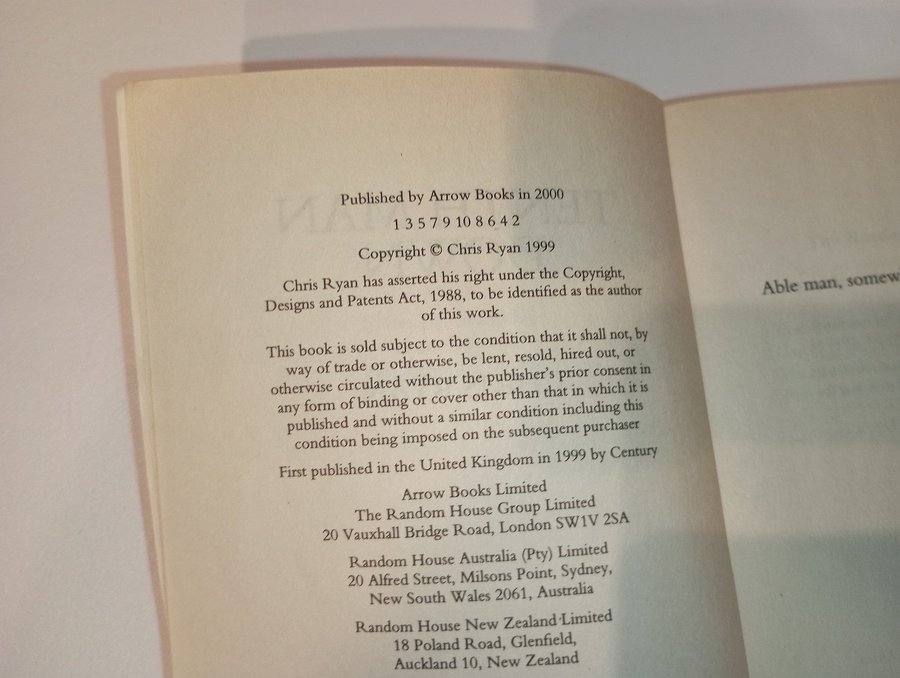 Published by Arrow Books in 2000
1 3 5 7 9 10 8 6 4 2
Copyright © Chris Ryan 1999
Chris Ryan has asserted his right under the Copyright,
Designs and Patents Act, 1988, to be identified as the author
of this work.
This book is sold subject to the condition that it shall not, by
way of trade or otherwise, be lent, resold, hired out, or
otherwise circulated without the publisher's prior consent in
any form of binding or cover other than that in which it is
published and without a similar condition including this
condition being imposed on the subsequent purchaser
First published in the United Kingdom in 1999 by Century
Arrow Books Limited
The Random House Group Limited
20 Vauxhall Bridge Road, London SW1V 2SA
Random House Australia (Pty) Limited
20 Alfred Street, Milsons Point, Sydney,
New South Wales 2061, Australia
Random House New Zealand Limited
18 Poland Road, Glenfield,
Auckland 10, New Zealand
Able man,